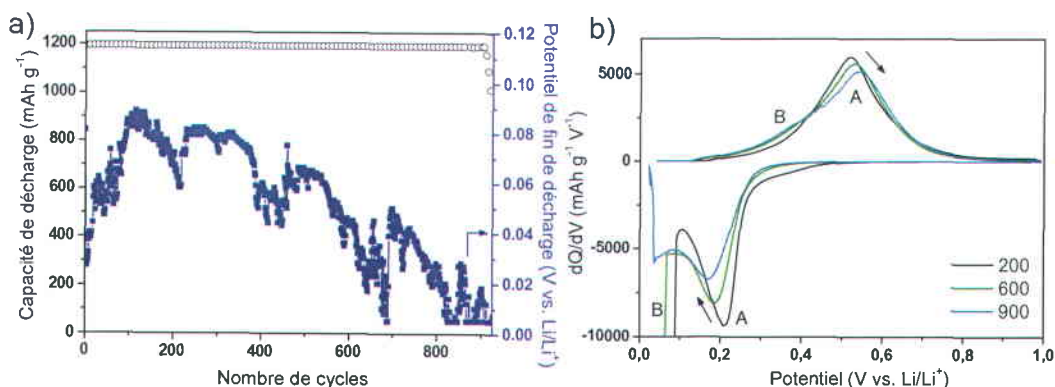 a)
Capacité de décharge (mAh g⁻¹)
1200
1000
800
600
400
200
0
0
200
400
600
800
Nombre de cycles
0.12
0.10
0.08
0.06
0.04
0.02
0.00
Potentiel de fin de décharge (V vs. Li/Li⁺)
b)
dQ/dV (mAh g⁻¹ V⁻¹)
5000
0
-5000
-10000
B
A
B
A
200
600
900
0,0
0,2
0,4
0,6
0,8
1,0
Potentiel (V vs. Li/Li⁺)